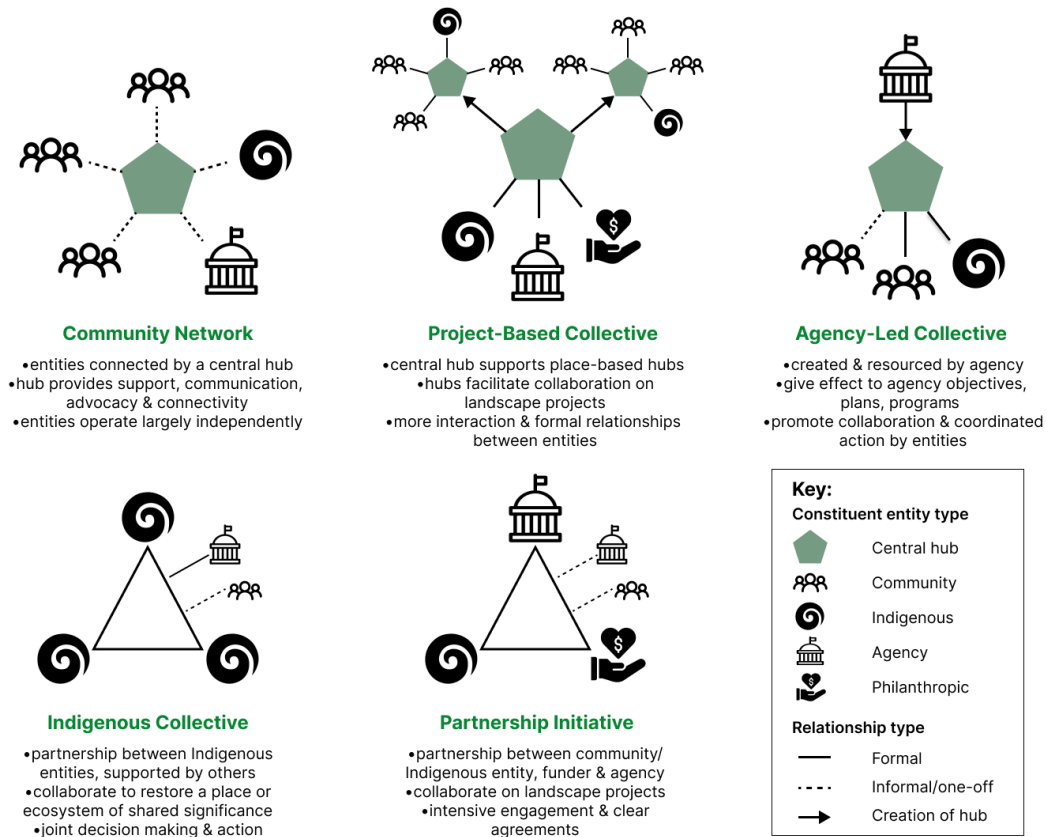 Community Network
•entities connected by a central hub
•hub provides support, communication,
advocacy & connectivity
•entities operate largely independently
$
Project-Based Collective
•central hub supports place-based hubs
•hubs facilitate collaboration on
landscape projects
•more interaction & formal relationships
between entities
Agency-Led Collective
•created & resourced by agency
•give effect to agency objectives,
plans, programs
•promote collaboration & coordinated
action by entities
Indigenous Collective
•partnership between Indigenous
entities, supported by others
•collaborate to restore a place or
ecosystem of shared significance
•joint decision making & action
$
Partnership Initiative
•partnership between community/
Indigenous entity, funder & agency
•collaborate on landscape projects
•intensive engagement & clear
agreements
Key:
Constituent entity type
Central hub
Community
Indigenous
Agency
$
Philanthropic
Relationship type
Formal
Informal/one-off
Creation of hub